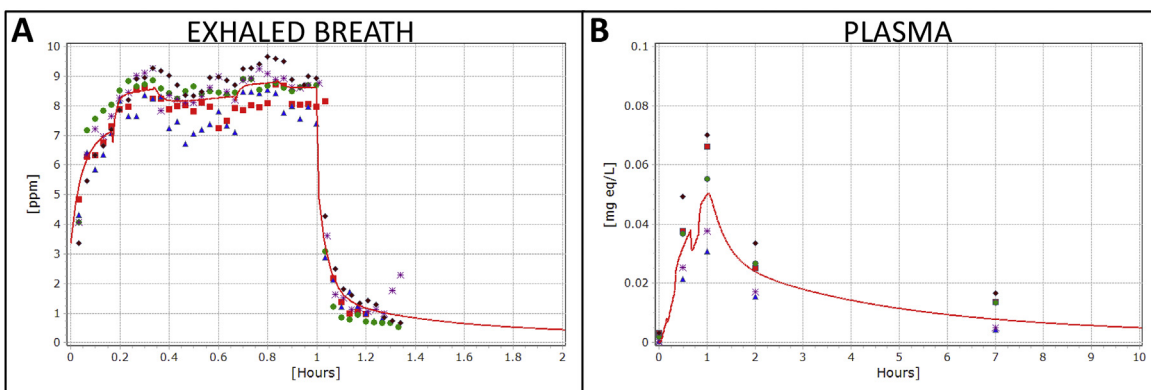 A EXHALED BREATH
10
9
8
7
6
5
4
3
2
1
0
[ppm]
0 0.2 0.4 0.6 0.8 1 1.2 1.4 1.6 1.8 2
[Hours]
B PLASMA
0.1
0.08
0.06
0.04
0.02
0
[mg eq/L]
0 1 2 3 4 5 6 7 8 9 10
Hours]